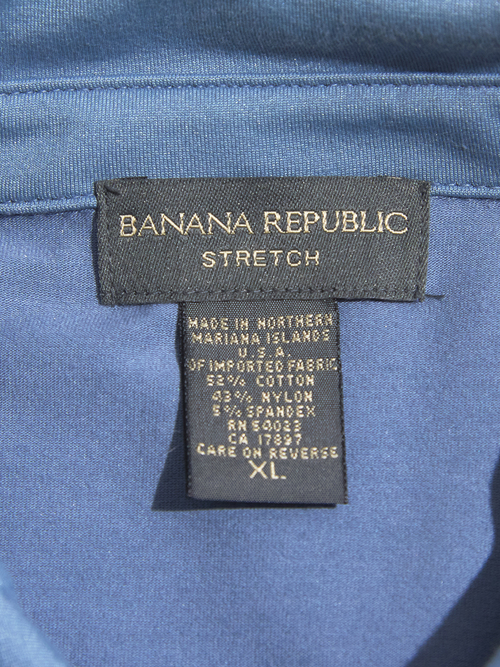 BANANA REPUBLIC
STRETCH
MADE IN NORTHERN
MARIANA ISLANDS
U.S.A.
OF IMPORTED FABRIC
52% COTTON
43% NYLON
5% SPANDEX
RN 54023
CA 17897
CARE ON REVERSE
XL